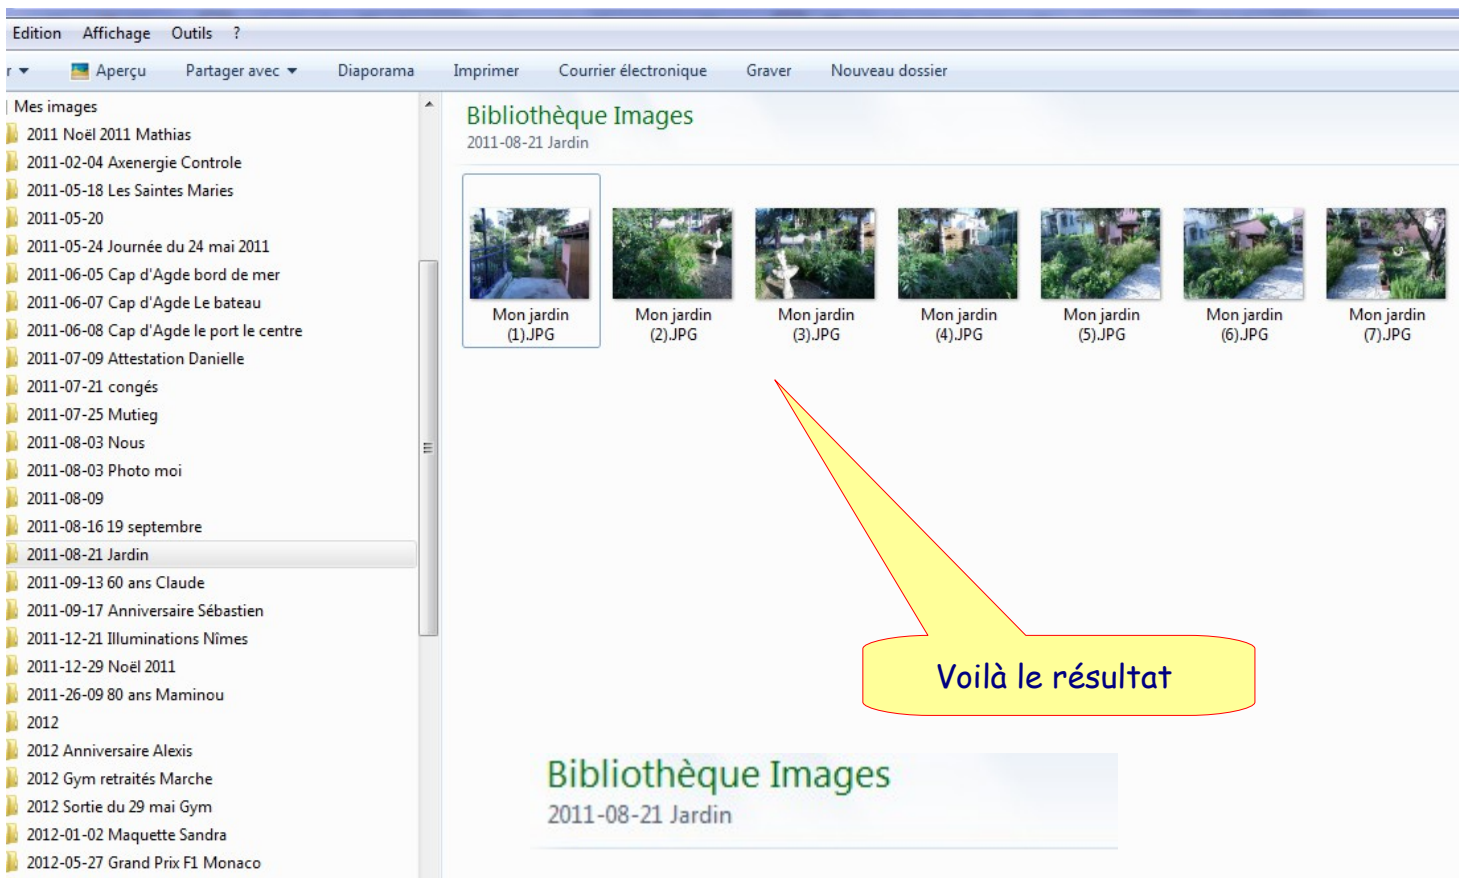 Edition Affichage Outils ?
r Aperçu Partager avec Diaporama Imprimer Courrier électronique Graver Nouveau dossier
Mes images
2011 Noël 2011 Mathias
2011-02-04 Axenergie Controle
2011-05-18 Les Saintes Maries
2011-05-20
2011-05-24 Journée du 24 mai 2011
2011-06-05 Cap d'Agde bord de mer
2011-06-07 Cap d'Agde Le bateau
2011-06-08 Cap d'Agde le port le centre
2011-07-09 Attestation Danielle
2011-07-21 congés
2011-07-25 Mutieg
2011-08-03 Nous
2011-08-03 Photo moi
2011-08-09
2011-08-16 19 septembre
2011-08-21 Jardin
2011-09-13 60 ans Claude
2011-09-17 Anniversaire Sébastien
2011-12-21 Illuminations Nîmes
2011-12-29 Noël 2011
2011-26-09 80 ans Maminou
2012
2012 Anniversaire Alexis
2012 Gym retraités Marche
2012 Sortie du 29 mai Gym
2012-01-02 Maquette Sandra
2012-05-27 Grand Prix F1 Monaco
Bibliothèque Images
2011-08-21 Jardin
Mon jardin
(1).JPG
Mon jardin
(2).JPG
Mon jardin
(3).JPG
Mon jardin
(4).JPG
Mon jardin
(5).JPG
Mon jardin
(6).JPG
Mon jardin
(7).JPG
Voilà le résultat
Bibliothèque Images
2011-08-21 Jardin